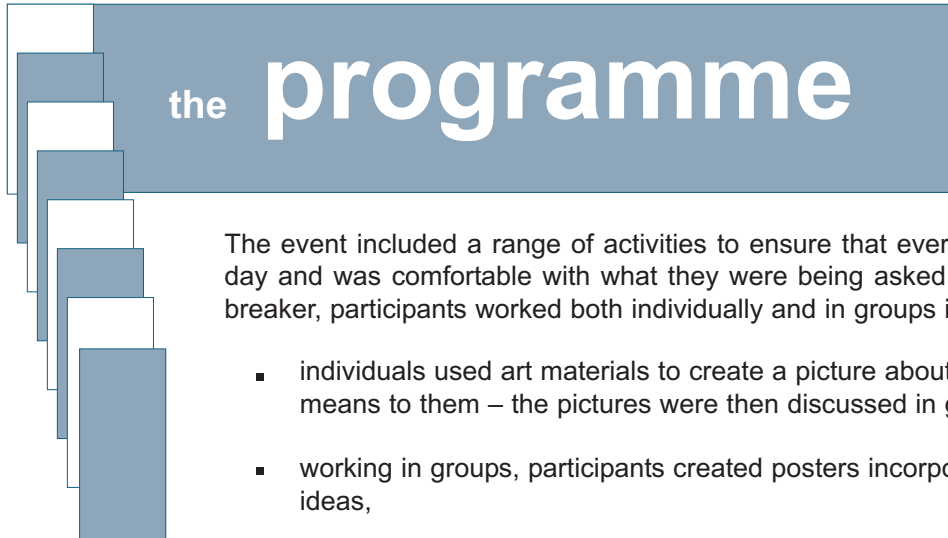 the programme
The event included a range of activities to ensure that
day and was comfortable with what they were being asked
breaker, participants worked both individually and in groups
▪ individuals used art materials to create a picture about
means to them – the pictures were then discussed in
▪ working in groups, participants created posters
ideas,